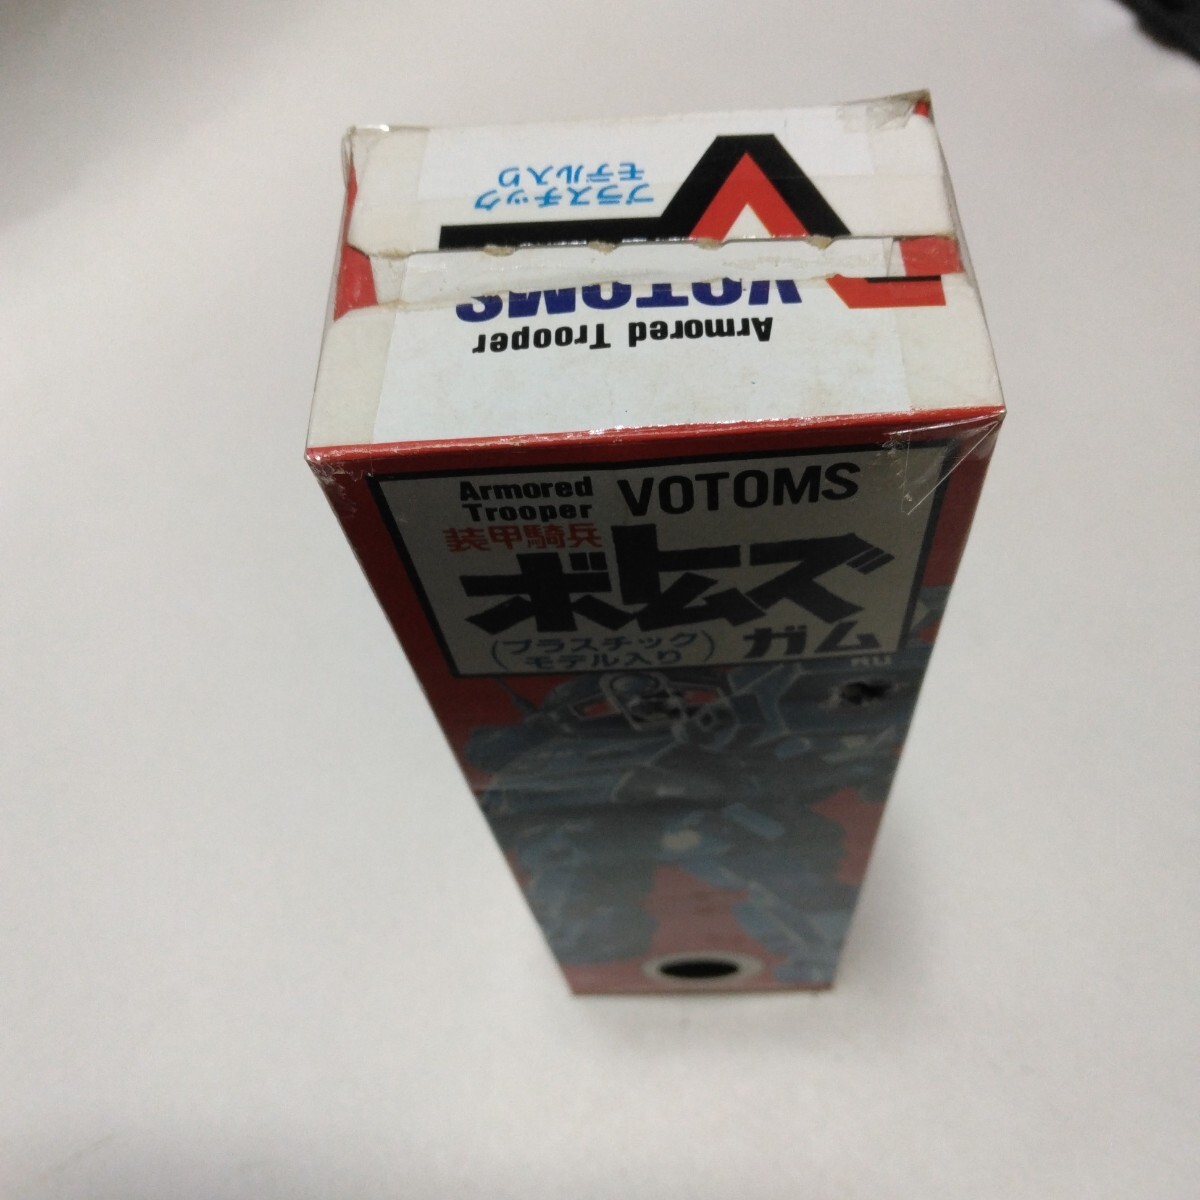 プラスチック
モデル入り
VOTOMS
Armored Trooper
Armored
Trooper
VOTOMS
装甲騎兵
ボトムズ
(プラスチック
モデル入り)
ガム